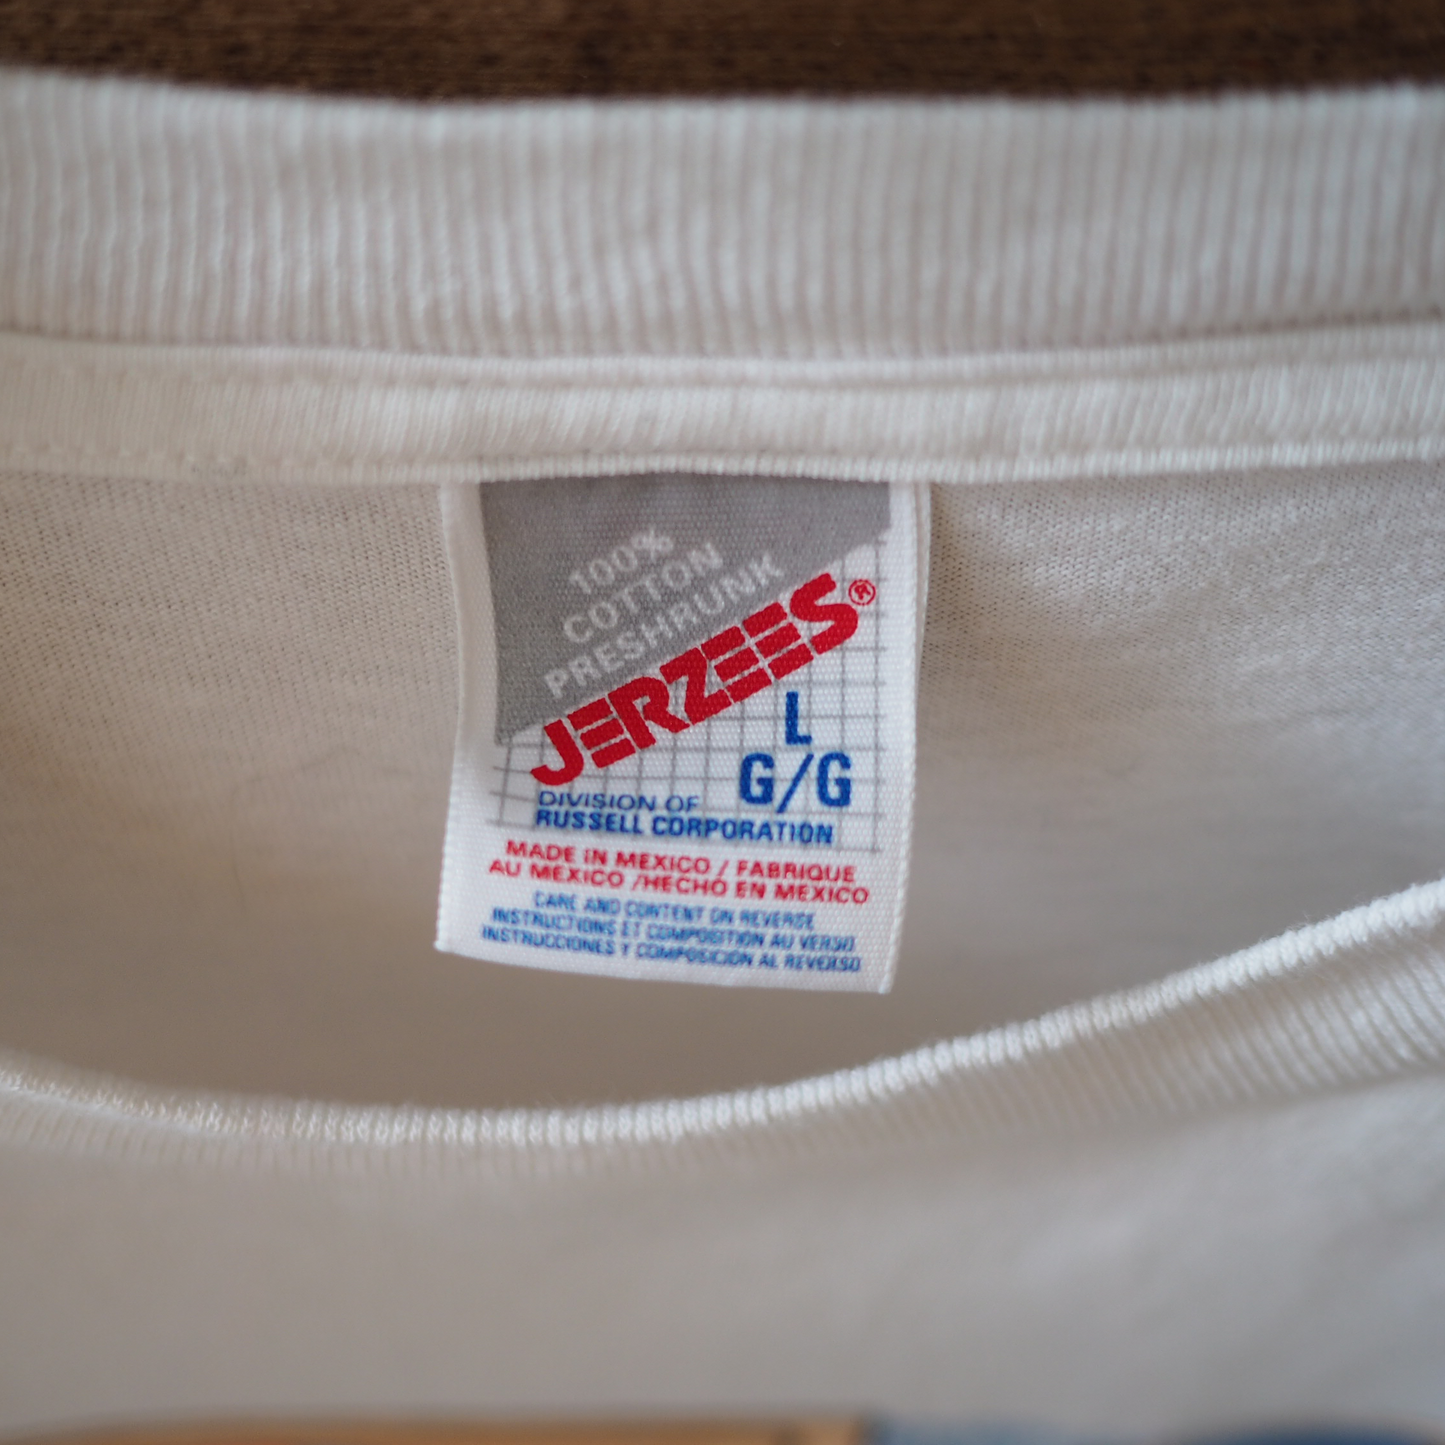 100%
COTTON
PRESHRUNK
JERZEES®
L
G/G
DIVISION OF
RUSSELL CORPORATION
MADE IN MEXICO / FABRIQUE
AU MEXICO /HECHO EN MEXICO
CARE AND CONTENT ON REVERSE
INSTRUCTIONS ET COMPOSITION AU VERSO
INSTRUCCIONES Y COMPOSICION AL REVERSO